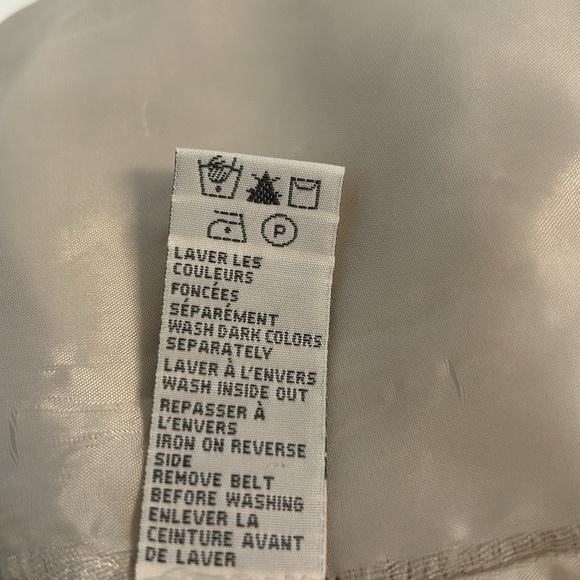 P
LAVER LES
COULEURS
FONCÉES
SÉPARÉMENT
WASH DARK COLORS
SEPARATELY
LAVER À L'ENVERS
WASH INSIDE OUT
REPASSER À
L'ENVERS
IRON ON REVERSE
SIDE
REMOVE BELT
BEFORE WASHING
ENLEVER LA
CEINTURE AVANT
DE LAVER